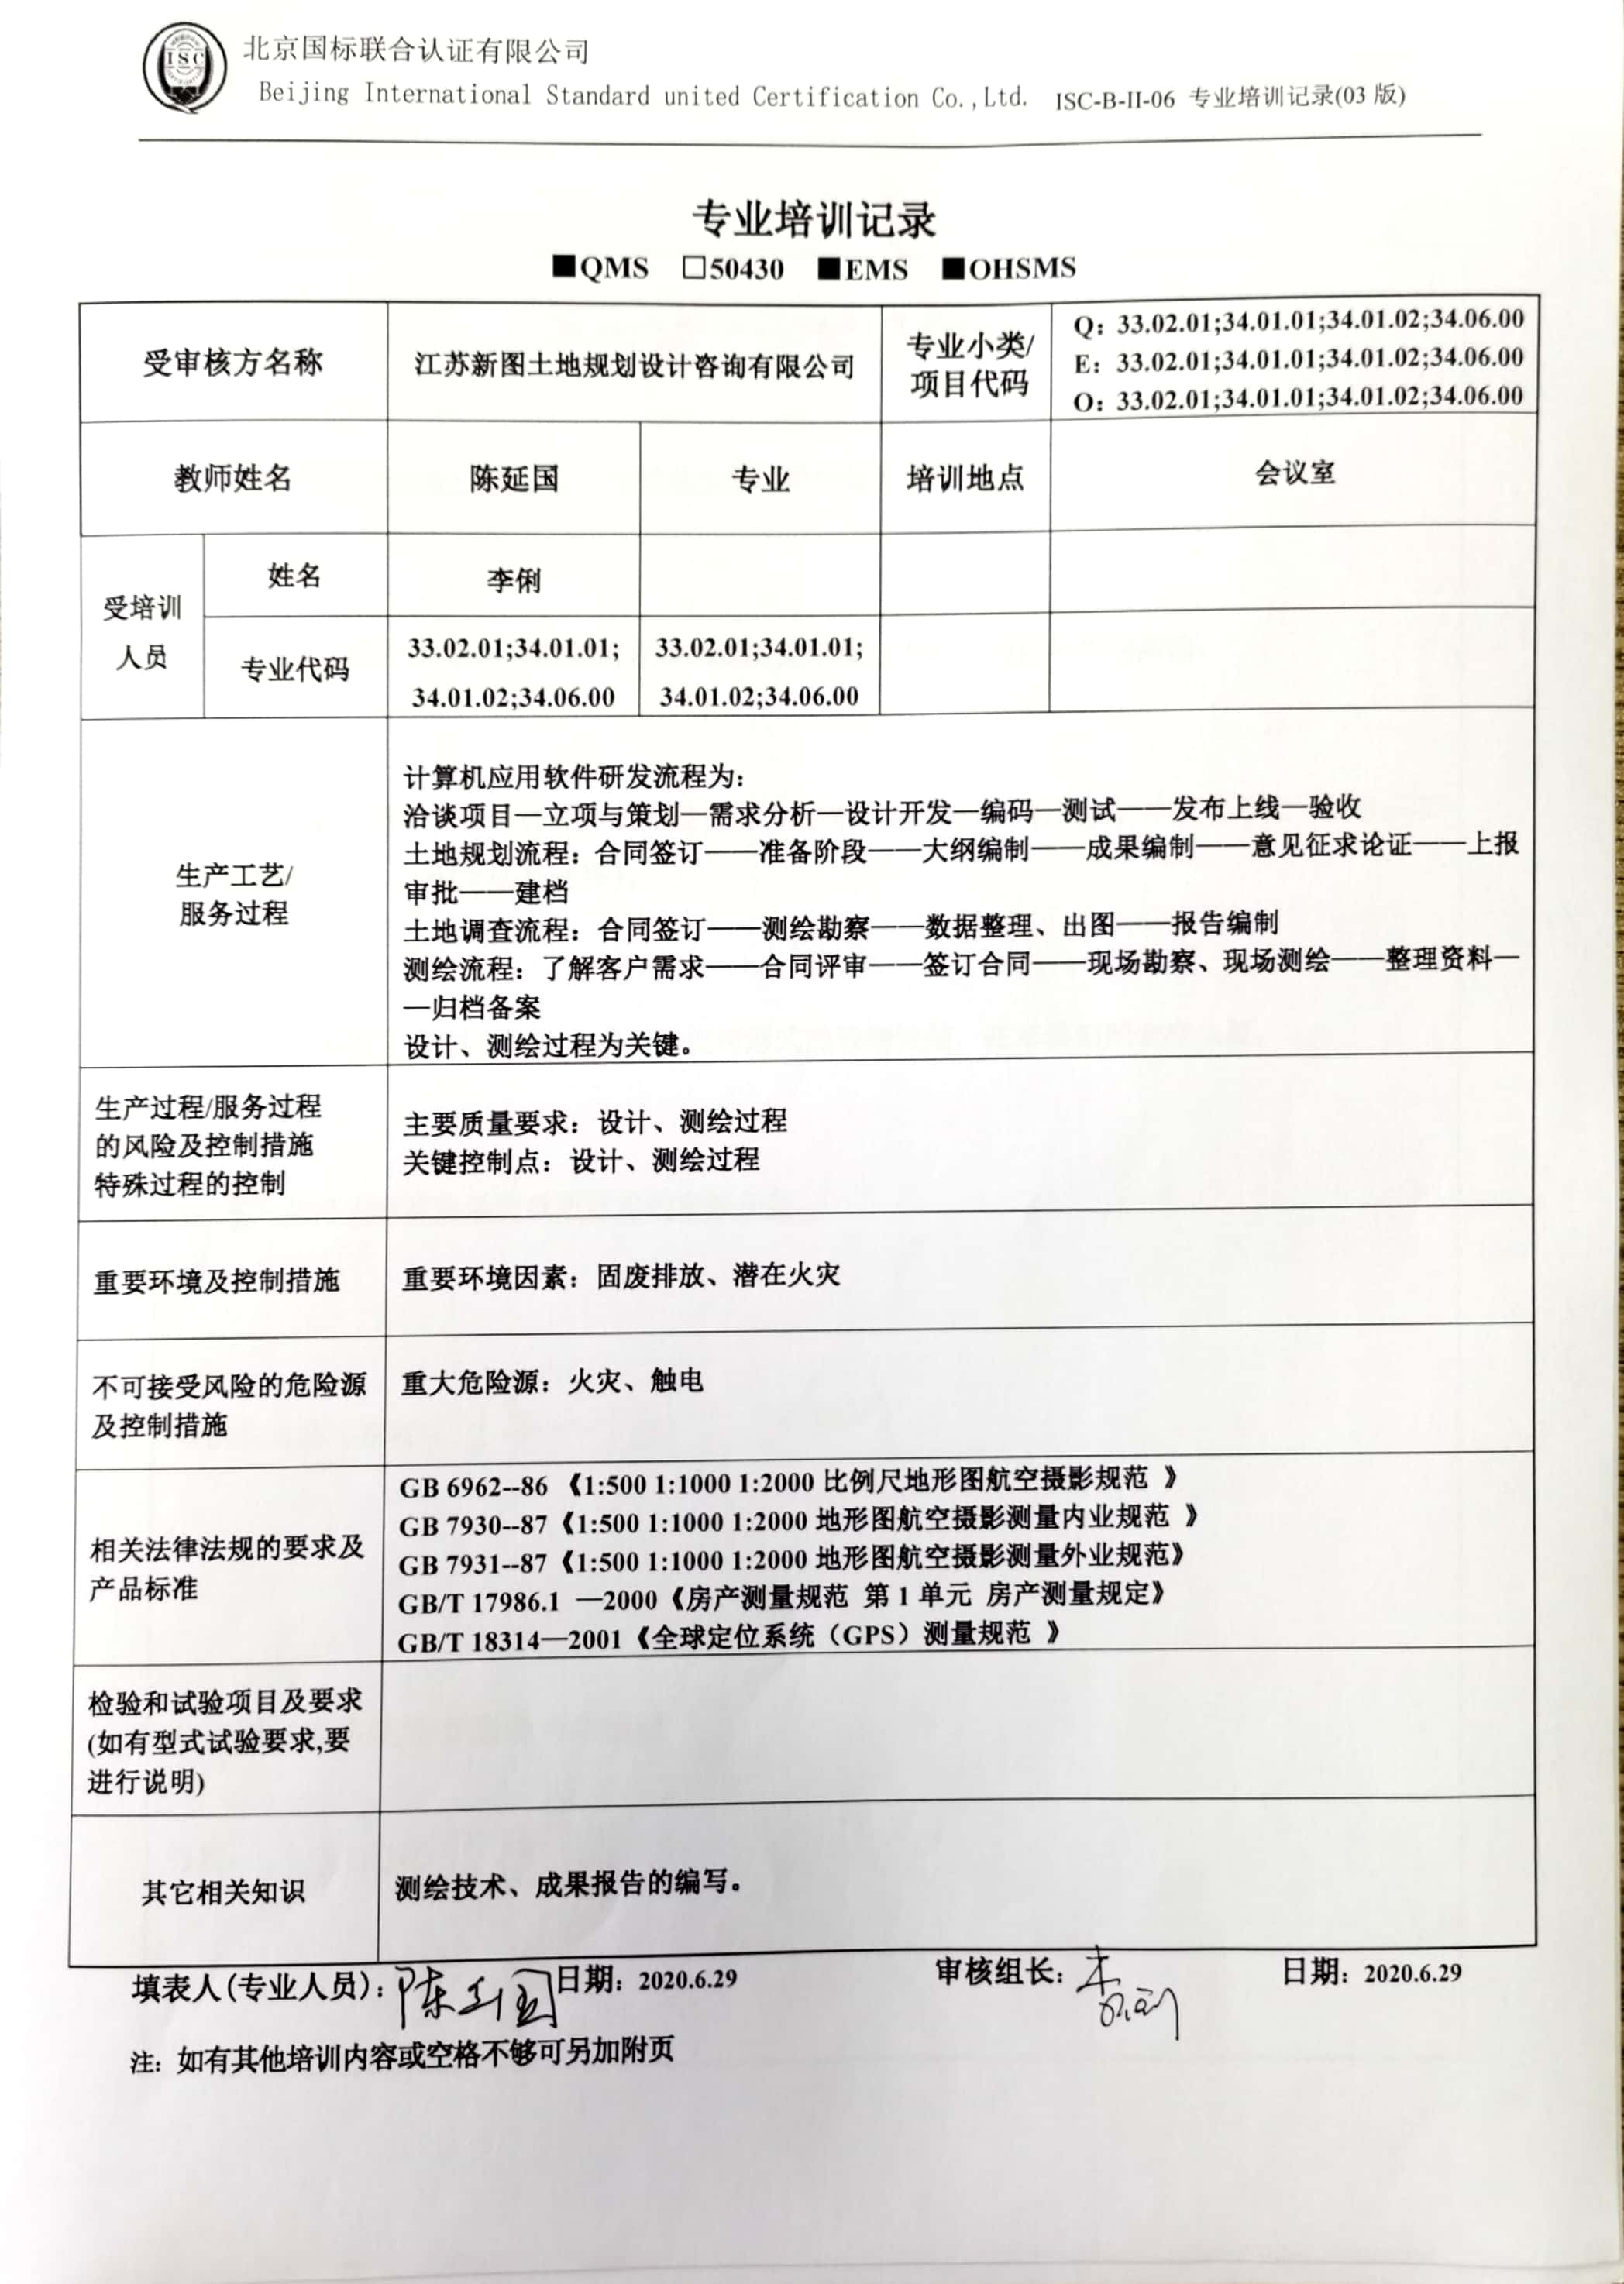 ISC
北京国标联合认证有限公司
Beijing International Standard united Certification Co.,Ltd. ISC-B-II-06 专业培训记录(03 版)
专业培训记录
■QMS □50430 ■EMS ■OHSMS
受审核方名称 江苏新图土地规划设计咨询有限公司 专业小类/
项目代码
Q: 33.02.01;34.01.01;34.01.02;34.06.00
E: 33.02.01;34.01.01;34.01.02;34.06.00
O: 33.02.01;34.01.01;34.01.02;34.06.00
教师姓名 陈延国 专业 培训地点 会议室
受培训
人员
姓名 李俐
专业代码
33.02.01;34.01.01; 33.02.01;34.01.01;
34.01.02;34.06.00 34.01.02;34.06.00
生产工艺/
服务过程
计算机应用软件研发流程为:
洽谈项目—立项与策划—需求分析—设计开发—编码—测试——发布上线—验收
土地规划流程: 合同签订——准备阶段——大纲编制——成果编制——意见征求论证——上报
审批——建档
土地调查流程: 合同签订——测绘勘察——数据整理、出图——报告编制
测绘流程: 了解客户需求——合同评审——签订合同——现场勘察、现场测绘——整理资料—
—归档备案
设计、测绘过程为关键。
生产过程/服务过程
的风险及控制措施
特殊过程的控制
主要质量要求: 设计、测绘过程
关键控制点: 设计、测绘过程
重要环境及控制措施 重要环境因素: 固废排放、潜在火灾
不可接受风险的危险源
及控制措施
重大危险源: 火灾、触电
相关法律法规的要求及
产品标准
GB 6962--86 《1:500 1:1000 1:2000 比例尺地形图航空摄影规范 》
GB 7930--87《1:500 1:1000 1:2000 地形图航空摄影测量内业规范 》
GB 7931--87《1:500 1:1000 1:2000 地形图航空摄影测量外业规范》
GB/T 17986.1 —2000《房产测量规范 第 1 单元 房产测量规定》
GB/T 18314—2001《全球定位系统（GPS）测量规范 》
检验和试验项目及要求
(如有型式试验要求,要
进行说明)
其它相关知识 测绘技术、成果报告的编写。
填表人(专业人员): 陈延国 日期: 2020.6.29 审核组长: 李俐 日期: 2020.6.29
注: 如有其他培训内容或空格不够可另加附页